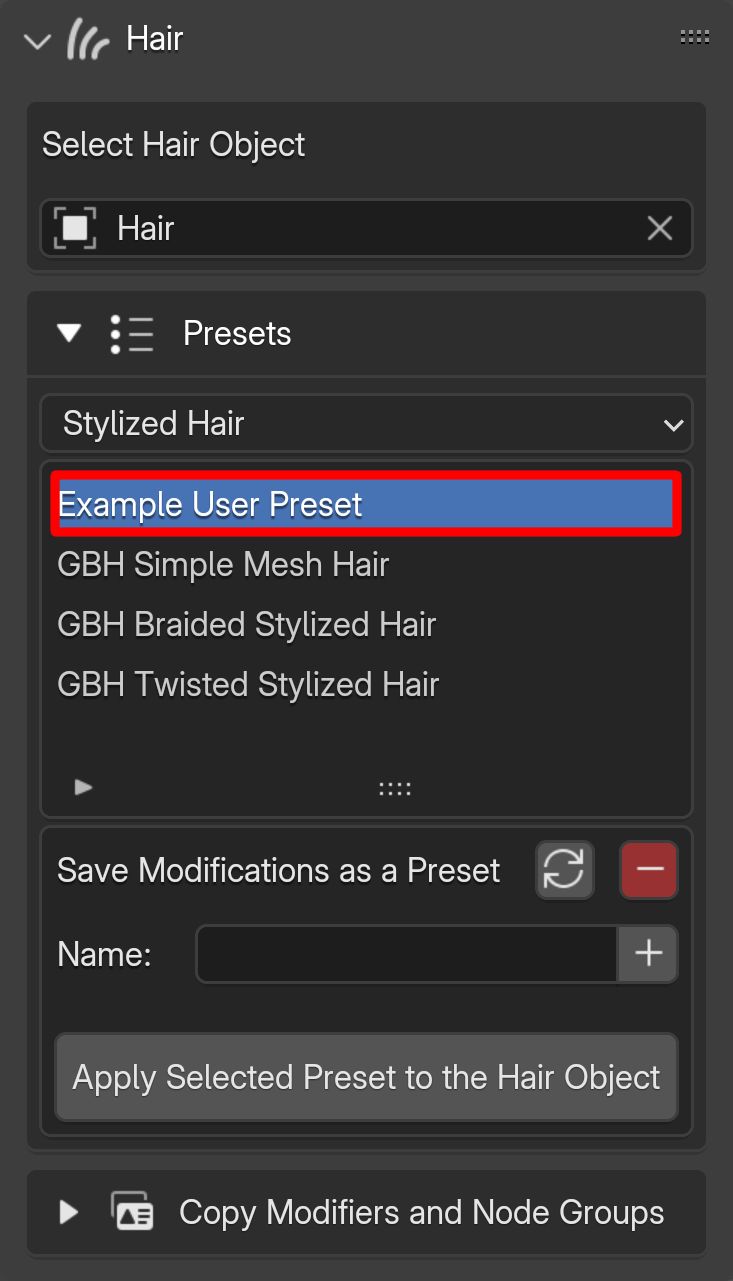 Hair
Select Hair Object
Hair
Presets
Stylized Hair
Example User Preset
GBH Simple Mesh Hair
GBH Braided Stylized Hair
GBH Twisted Stylized Hair
Save Modifications as a Preset
Name:
Apply Selected Preset to the Hair Object
Copy Modifiers and Node Groups